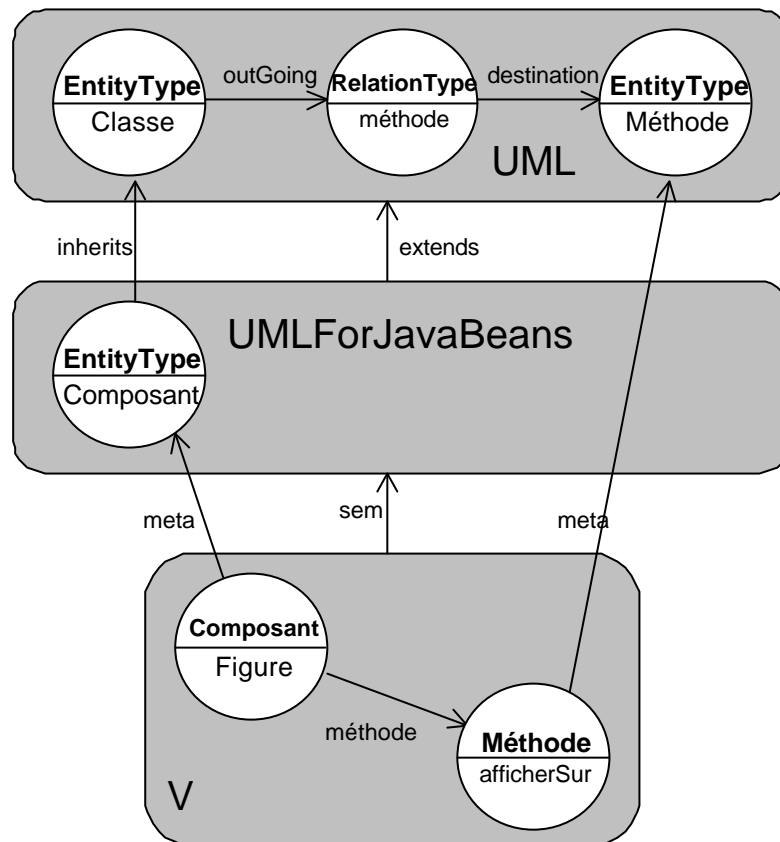 EntityType
Classe
outGoing
RelationType
méthode
destination
EntityType
Méthode
UML
inherits
extends
UMLForJavaBeans
EntityType
Composant
meta
sem
meta
Composant
Figure
méthode
Méthode
afficherSur
V